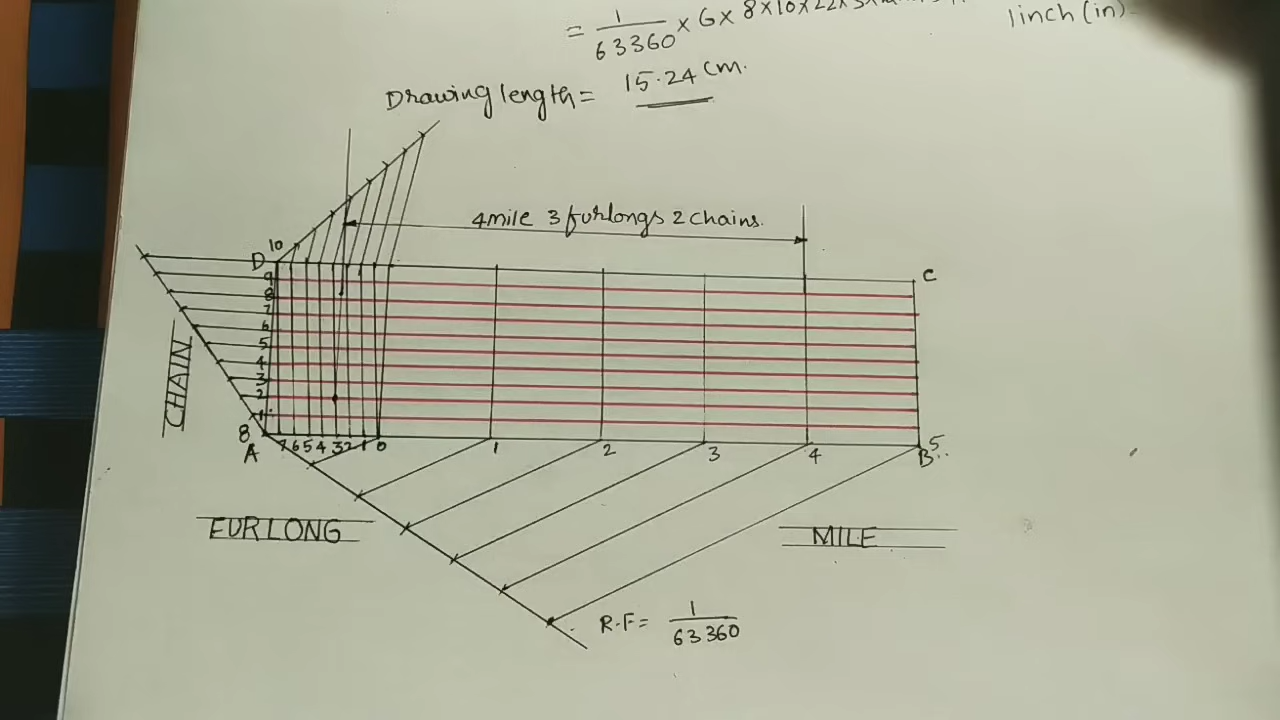 = 1/63360 × 6 × 8×10×22×3×
1inch(in)
Drawing length = 15.24 cm.
4mile 3 furlongs 2 chains.
10
D
C
9
8
7
6
5
4
3
2
1
CHAIN
8 7 6 5 4 3 2 1 0 1 2 3 4 5
A
B
FURLONG
MILE
R.F = 1/63360